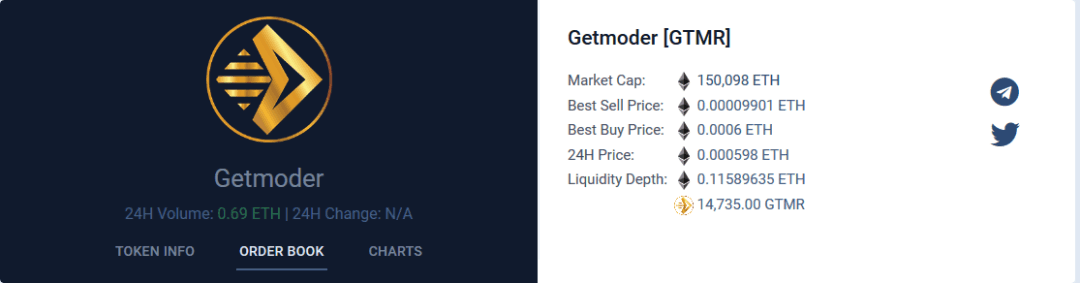 Getmoder
24H Volume: 0.69 ETH | 24H Change: N/A
TOKEN INFO ORDER BOOK CHARTS
Getmoder [GTMR]
Market Cap: 150,098 ETH
Best Sell Price: 0.00009901 ETH
Best Buy Price: 0.0006 ETH
24H Price: 0.000598 ETH
Liquidity Depth: 0.11589635 ETH
14,735.00 GTMR